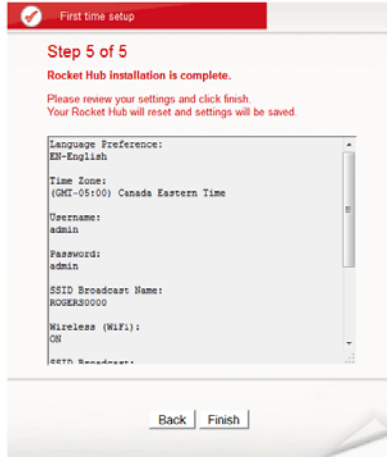 First time setup
Step 5 of 5
Rocket Hub installation is complete.
Please review your settings and click finish.
Your Rocket Hub will reset and settings will be saved.
Language Preference:
EN-English
Time Zone:
(GMT-05:00) Canada Eastern Time
Username:
admin
Password:
admin
SSID Broadcast Name:
ROGERS0000
Wireless (WiFi):
ON
SSID Broadcast:
Back Finish